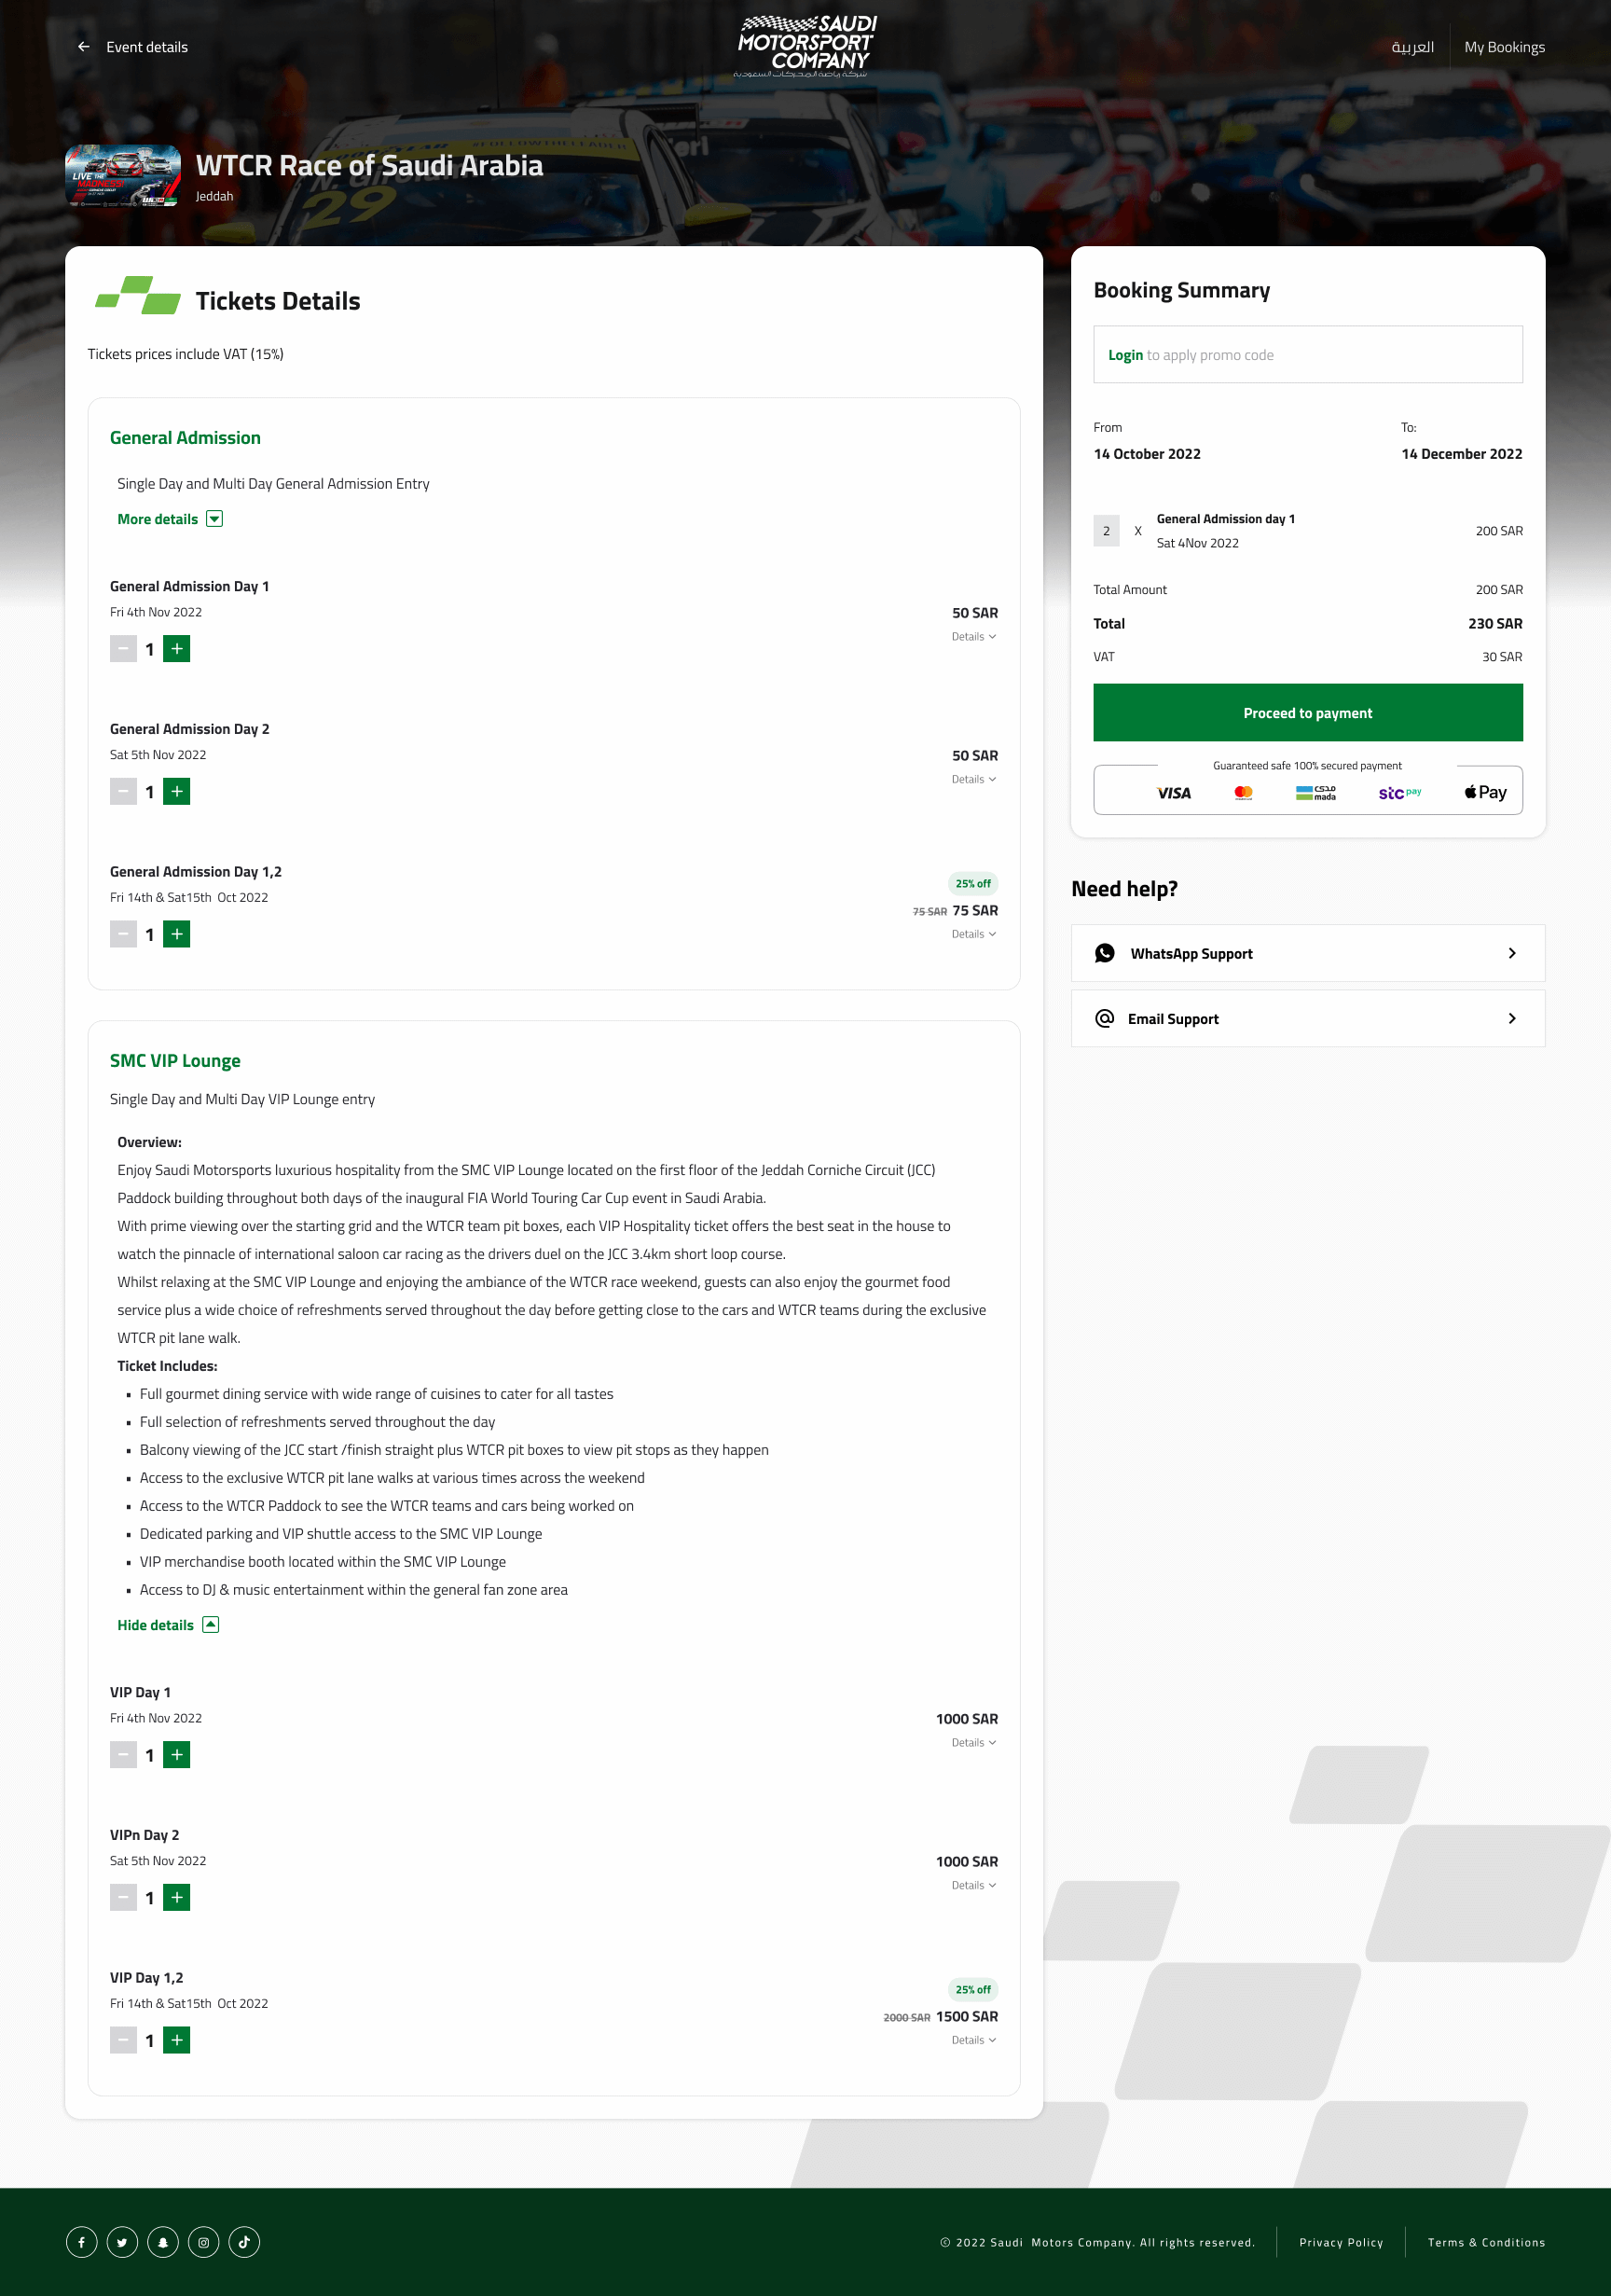 Event details
SAUDI
MOTORSPORT
COMPANY
شركة رياضة المحركات السعودية
العربية
My Bookings
LIVE THE
MADNESS
WTCR Race of Saudi Arabia
Jeddah
29
Tickets Details
Tickets prices include VAT (15%)
General Admission
Single Day and Multi Day General Admission Entry
More details
General Admission Day 1
Fri 4th Nov 2022
50 SAR
Details
1
General Admission Day 2
Sat 5th Nov 2022
50 SAR
Details
1
General Admission Day 1,2
25% off
Fri 14th & Sat15th Oct 2022
75 SAR 75 SAR
Details
1
SMC VIP Lounge
Single Day and Multi Day VIP Lounge entry
Overview:
Enjoy Saudi Motorsports luxurious hospitality from the SMC VIP Lounge located on the first floor of the Jeddah Corniche Circuit (JCC)
Paddock building throughout both days of the inaugural FIA World Touring Car Cup event in Saudi Arabia.
With prime viewing over the starting grid and the WTCR team pit boxes, each VIP Hospitality ticket offers the best seat in the house to
watch the pinnacle of international saloon car racing as the drivers duel on the JCC 3.4km short loop course.
Whilst relaxing at the SMC VIP Lounge and enjoying the ambiance of the WTCR race weekend, guests can also enjoy the gourmet food
service plus a wide choice of refreshments served throughout the day before getting close to the cars and WTCR teams during the exclusive
WTCR pit lane walk.
Ticket Includes:
▪ Full gourmet dining service with wide range of cuisines to cater for all tastes
▪ Full selection of refreshments served throughout the day
▪ Balcony viewing of the JCC start /finish straight plus WTCR pit boxes to view pit stops as they happen
▪ Access to the exclusive WTCR pit lane walks at various times across the weekend
▪ Access to the WTCR Paddock to see the WTCR teams and cars being worked on
▪ Dedicated parking and VIP shuttle access to the SMC VIP Lounge
▪ VIP merchandise booth located within the SMC VIP Lounge
▪ Access to DJ & music entertainment within the general fan zone area
Hide details
VIP Day 1
Fri 4th Nov 2022
1000 SAR
Details
1
VIPn Day 2
Sat 5th Nov 2022
1000 SAR
Details
1
VIP Day 1,2
25% off
Fri 14th & Sat15th Oct 2022
2000 SAR 1500 SAR
Details
1
Booking Summary
Login to apply promo code
From
To:
14 October 2022
14 December 2022
2 X General Admission day 1
Sat 4Nov 2022
200 SAR
Total Amount 200 SAR
Total 230 SAR
VAT 30 SAR
Proceed to payment
Guaranteed safe 100% secured payment
VISA
مدى
mada
stc pay
Pay
Need help?
WhatsApp Support
Email Support
© 2022 Saudi Motors Company. All rights reserved.
Privacy Policy
Terms & Conditions